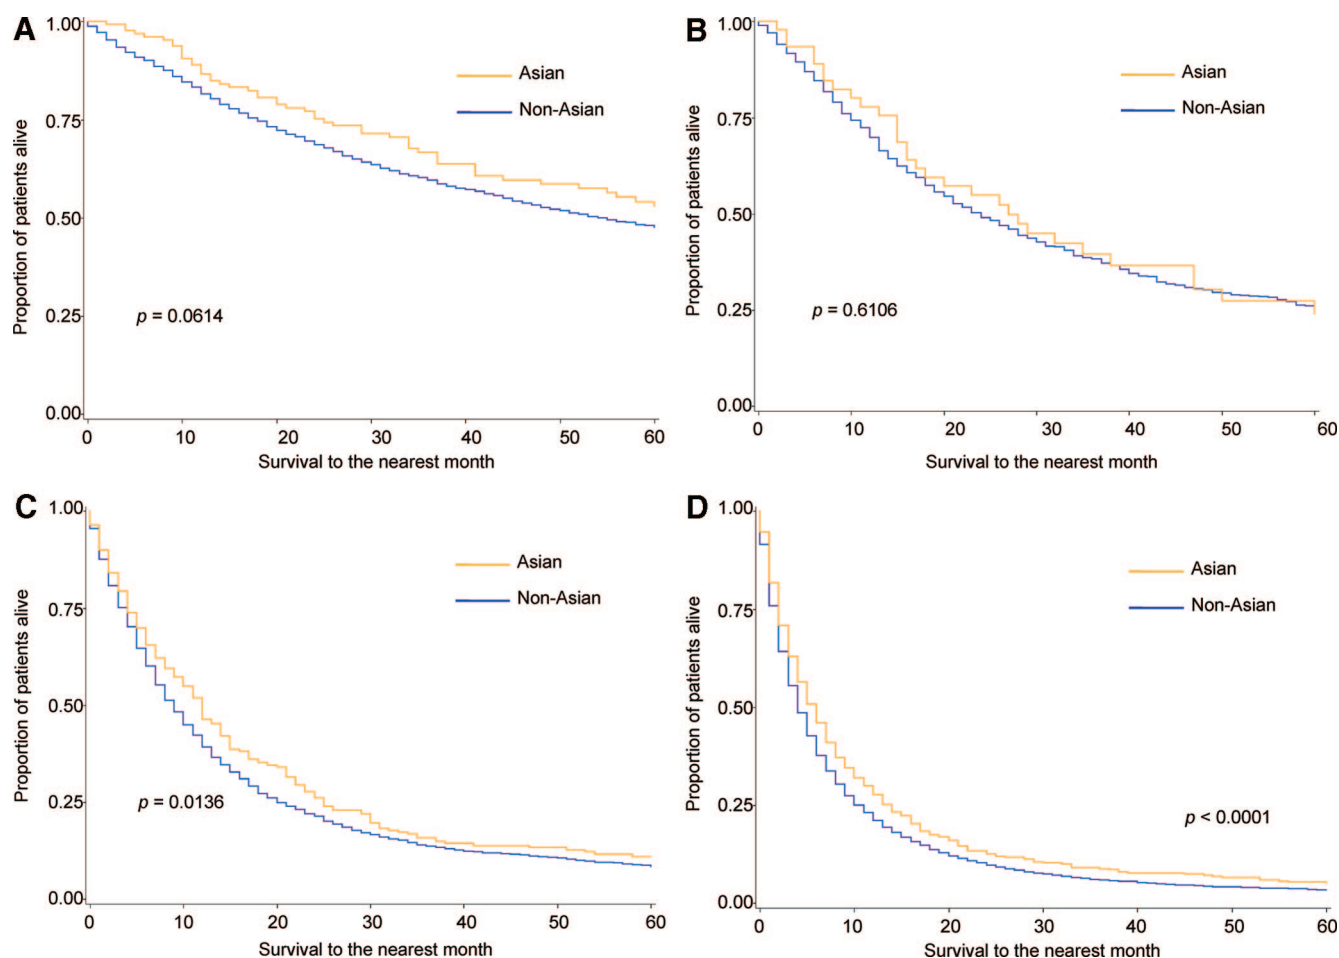 A
1.00
0.75
0.50
0.25
0.00
Proportion of patients alive
Asian
Non-Asian
p = 0.0614
0 10 20 30 40 50 60
Survival to the nearest month
B
1.00
0.75
0.50
0.25
0.00
Proportion of patients alive
Asian
Non-Asian
p = 0.6106
0 10 20 30 40 50 60
Survival to the nearest month
C
1.00
0.75
0.50
0.25
0.00
Proportion of patients alive
Asian
Non-Asian
p = 0.0136
0 10 20 30 40 50 60
Survival to the nearest month
D
1.00
0.75
0.50
0.25
0.00
Proportion of patients alive
Asian
Non-Asian
p < 0.0001
0 10 20 30 40 50 60
Survival to the nearest month